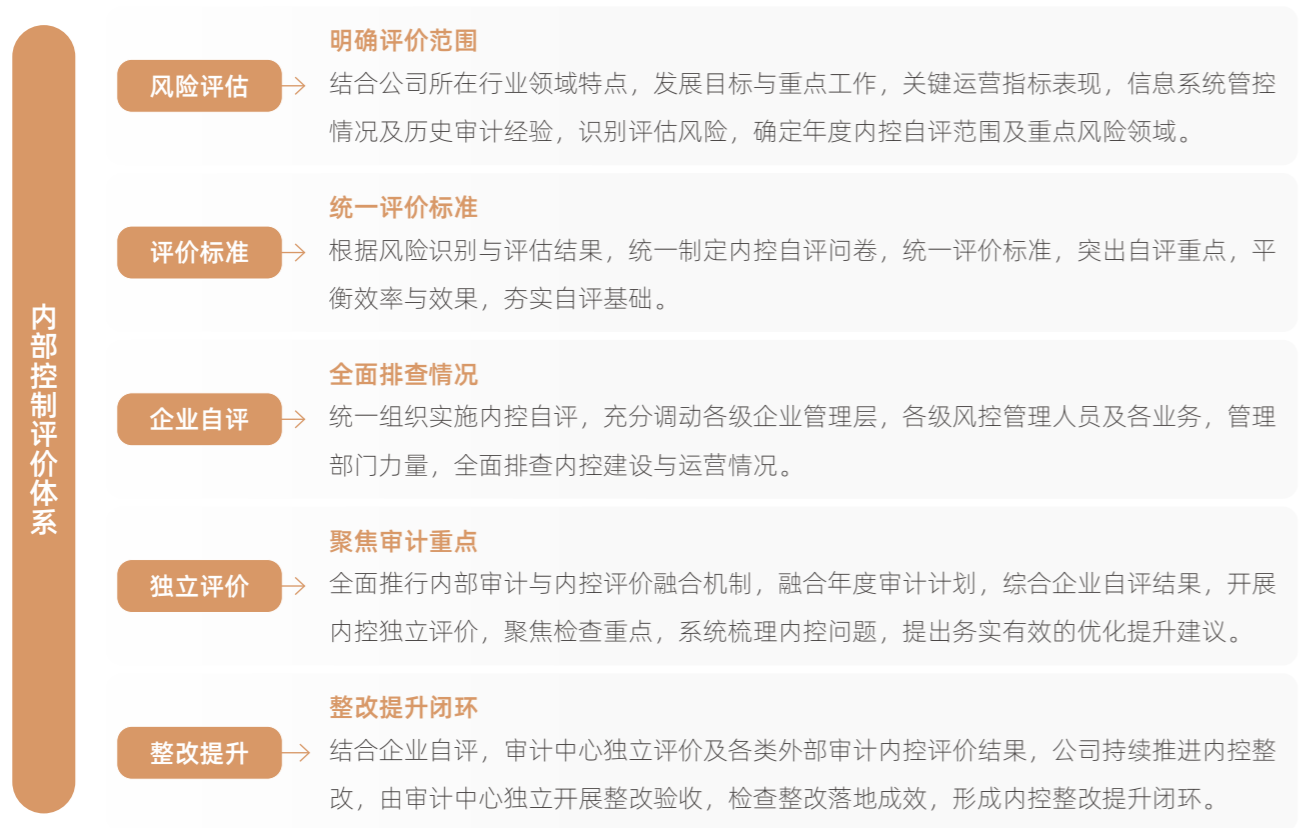 内部控制评价体系
风险评估
明确评价范围
结合公司所在行业领域特点，发展目标与重点工作，关键运营指标表现，信息系统管控
情况及历史审计经验，识别评估风险，确定年度内控自评范围及重点风险领域。
评价标准
统一评价标准
根据风险识别与评估结果，统一制定内控自评问卷，统一评价标准，突出自评重点，平
衡效率与效果，夯实自评基础。
企业自评
全面排查情况
统一组织实施内控自评，充分调动各级企业管理层，各级风控管理人员及各业务，管理
部门力量，全面排查内控建设与运营情况。
独立评价
聚焦审计重点
全面推行内部审计与内控评价融合机制，融合年度审计计划，综合企业自评结果，开展
内控独立评价，聚焦检查重点，系统梳理内控问题，提出务实有效的优化提升建议。
整改提升
整改提升闭环
结合企业自评，审计中心独立评价及各类外部审计内控评价结果，公司持续推进内控整
改，由审计中心独立开展整改验收，检查整改落地成效，形成内控整改提升闭环。